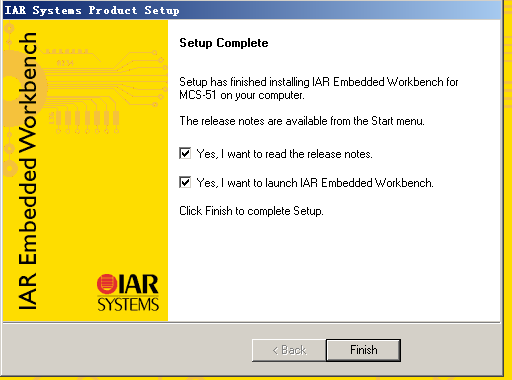 IAR Systems Product Setup
IAR Embedded Workbench
Setup Complete
Setup has finished installing IAR Embedded Workbench for
MCS-51 on your computer.
The release notes are available from the Start menu.
Yes, I want to read the release notes.
Yes, I want to launch IAR Embedded Workbench.
Click Finish to complete Setup.
IAR
SYSTEMS
< Back
Finish